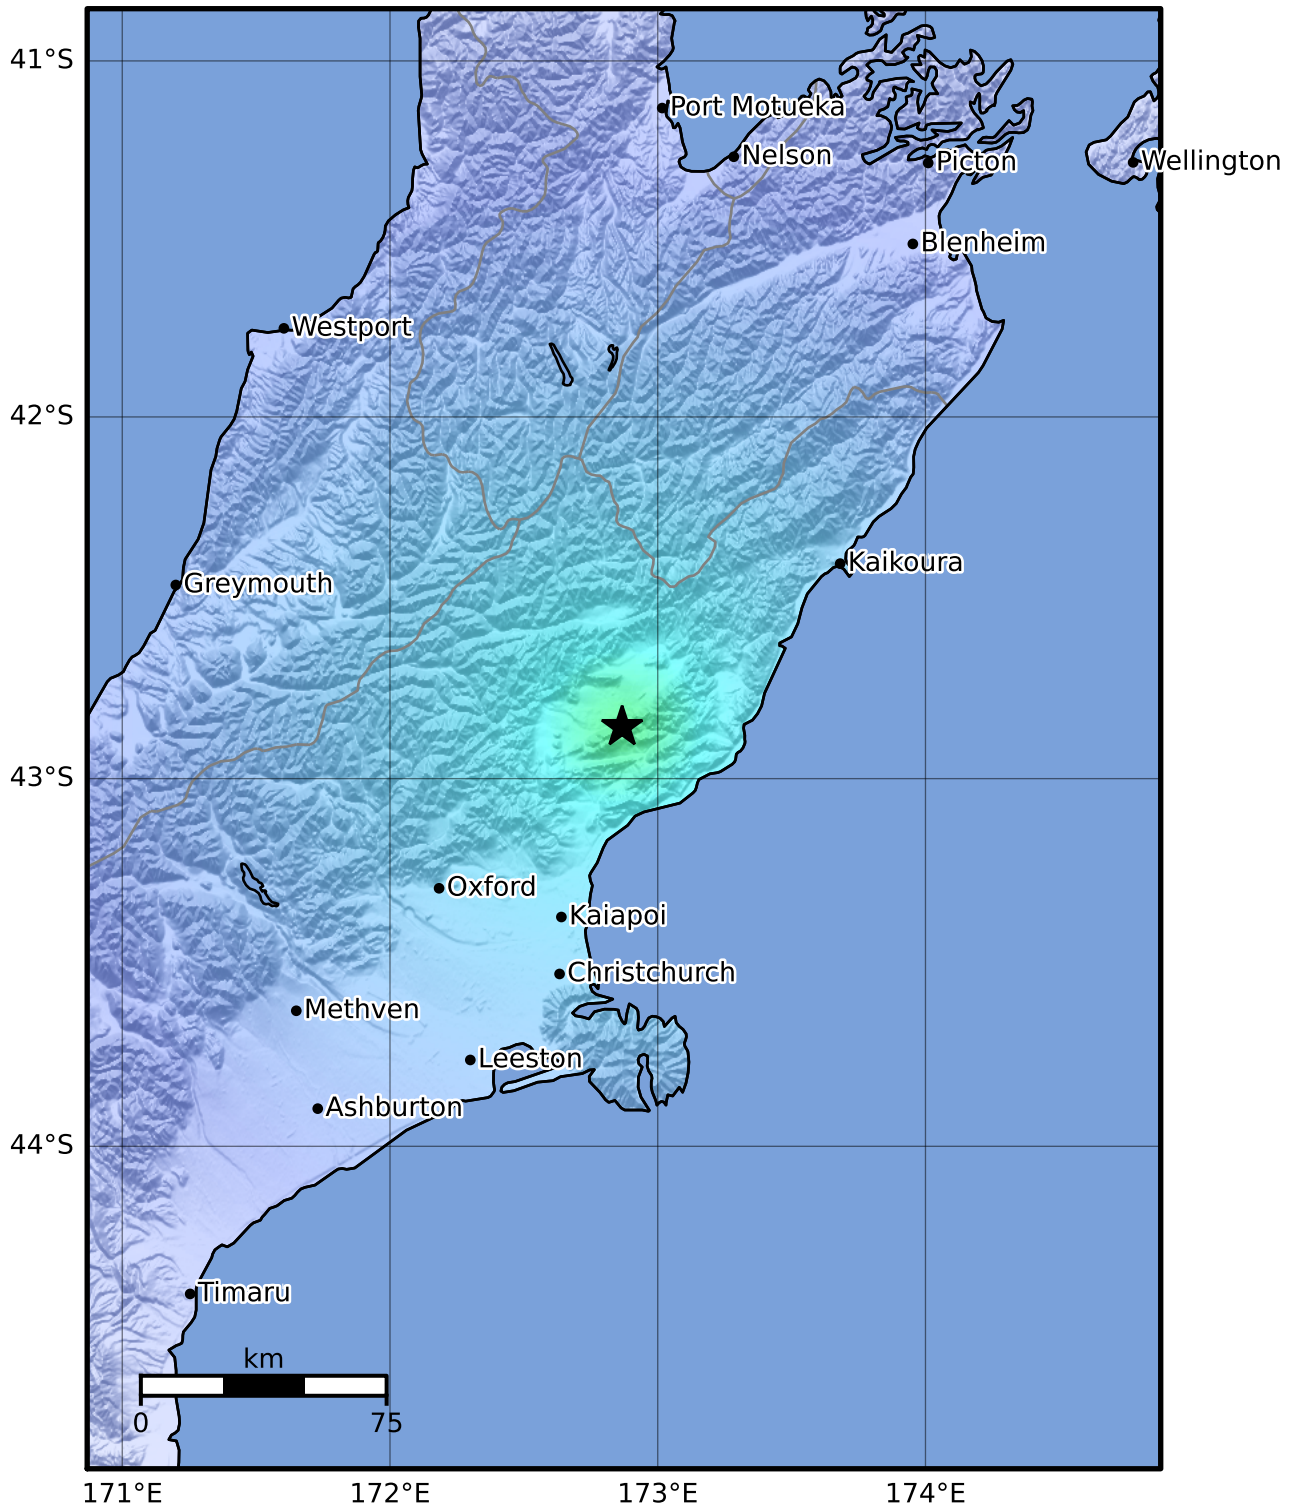 41°S
Port Motueka
Nelson
Picton
Wellington
Blenheim
Westport
42°S
Kaikoura
Greymouth
43°S
Oxford
Kaiapoi
Christchurch
Methven
Leeston
Ashburton
44°S
Timaru
km
0 75
171°E 172°E 173°E 174°E